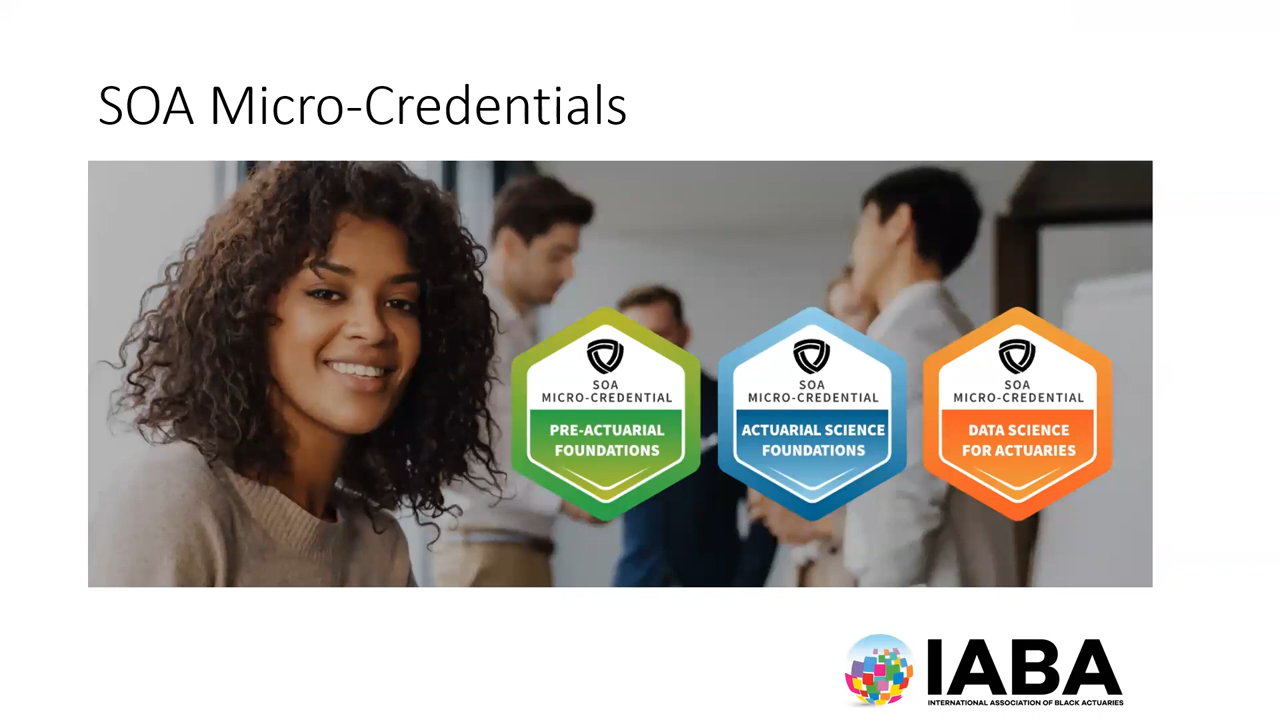 SOA Micro-Credentials
SOA
MICRO-CREDENTIAL
PRE-ACTUARIAL
FOUNDATIONS
SOA
MICRO-CREDENTIAL
ACTUARIAL SCIENCE
FOUNDATIONS
SOA
MICRO-CREDENTIAL
DATA SCIENCE
FOR ACTUARIES
IABA
INTERNATIONAL ASSOCIATION OF BLACK ACTUARIES